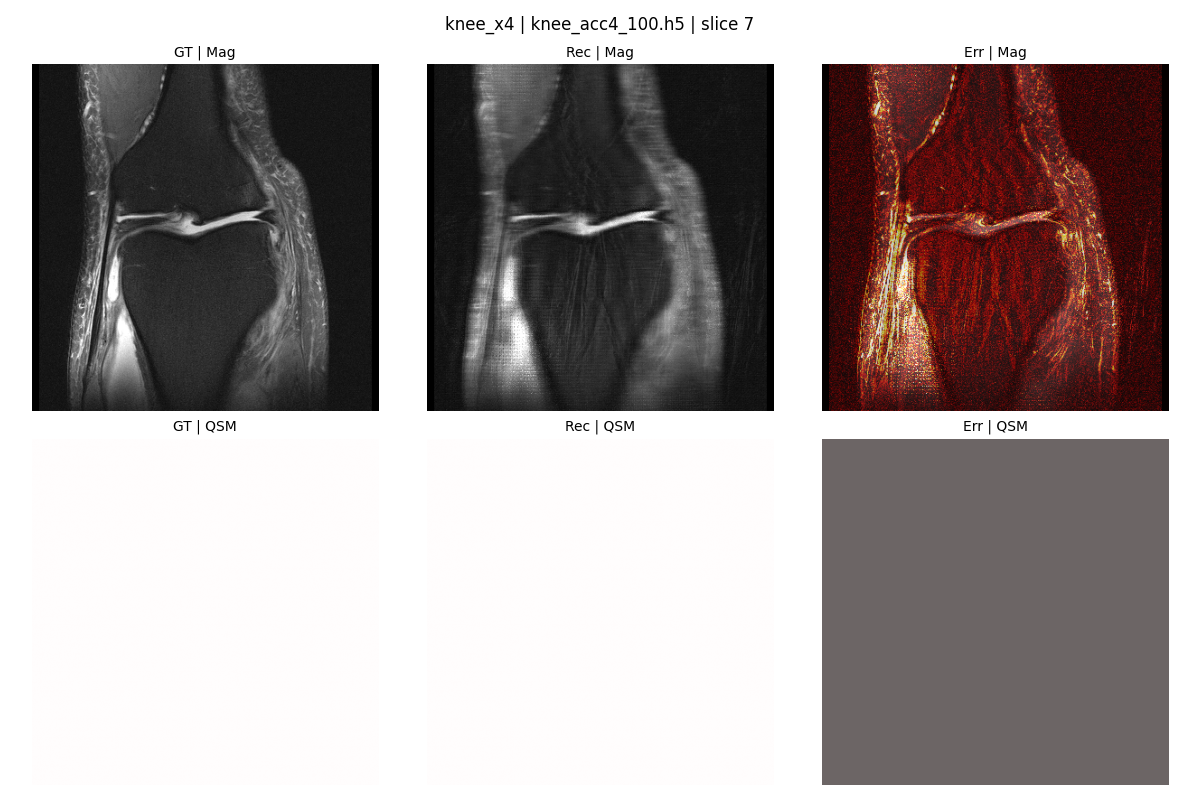 knee_x4 | knee_acc4_100.h5 | slice 7
GT | Mag
Rec | Mag
Err | Mag
GT | QSM
Rec | QSM
Err | QSM